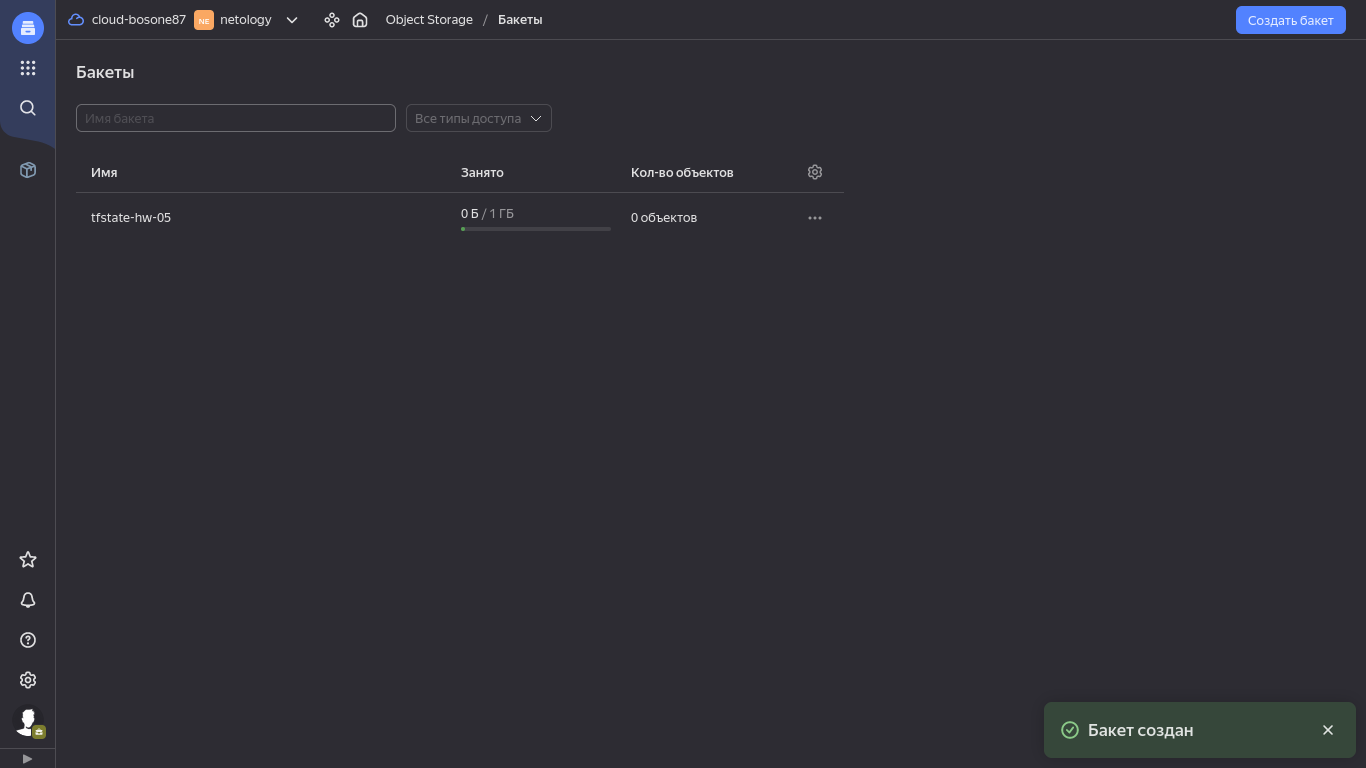 cloud-bosone87 NE netology Object Storage / Бакеты Создать бакет
Бакеты
Имя бакета Все типы доступа
Имя Занято Кол-во объектов
tfstate-hw-05 0 Б / 1 ГБ 0 объектов
Бакет создан